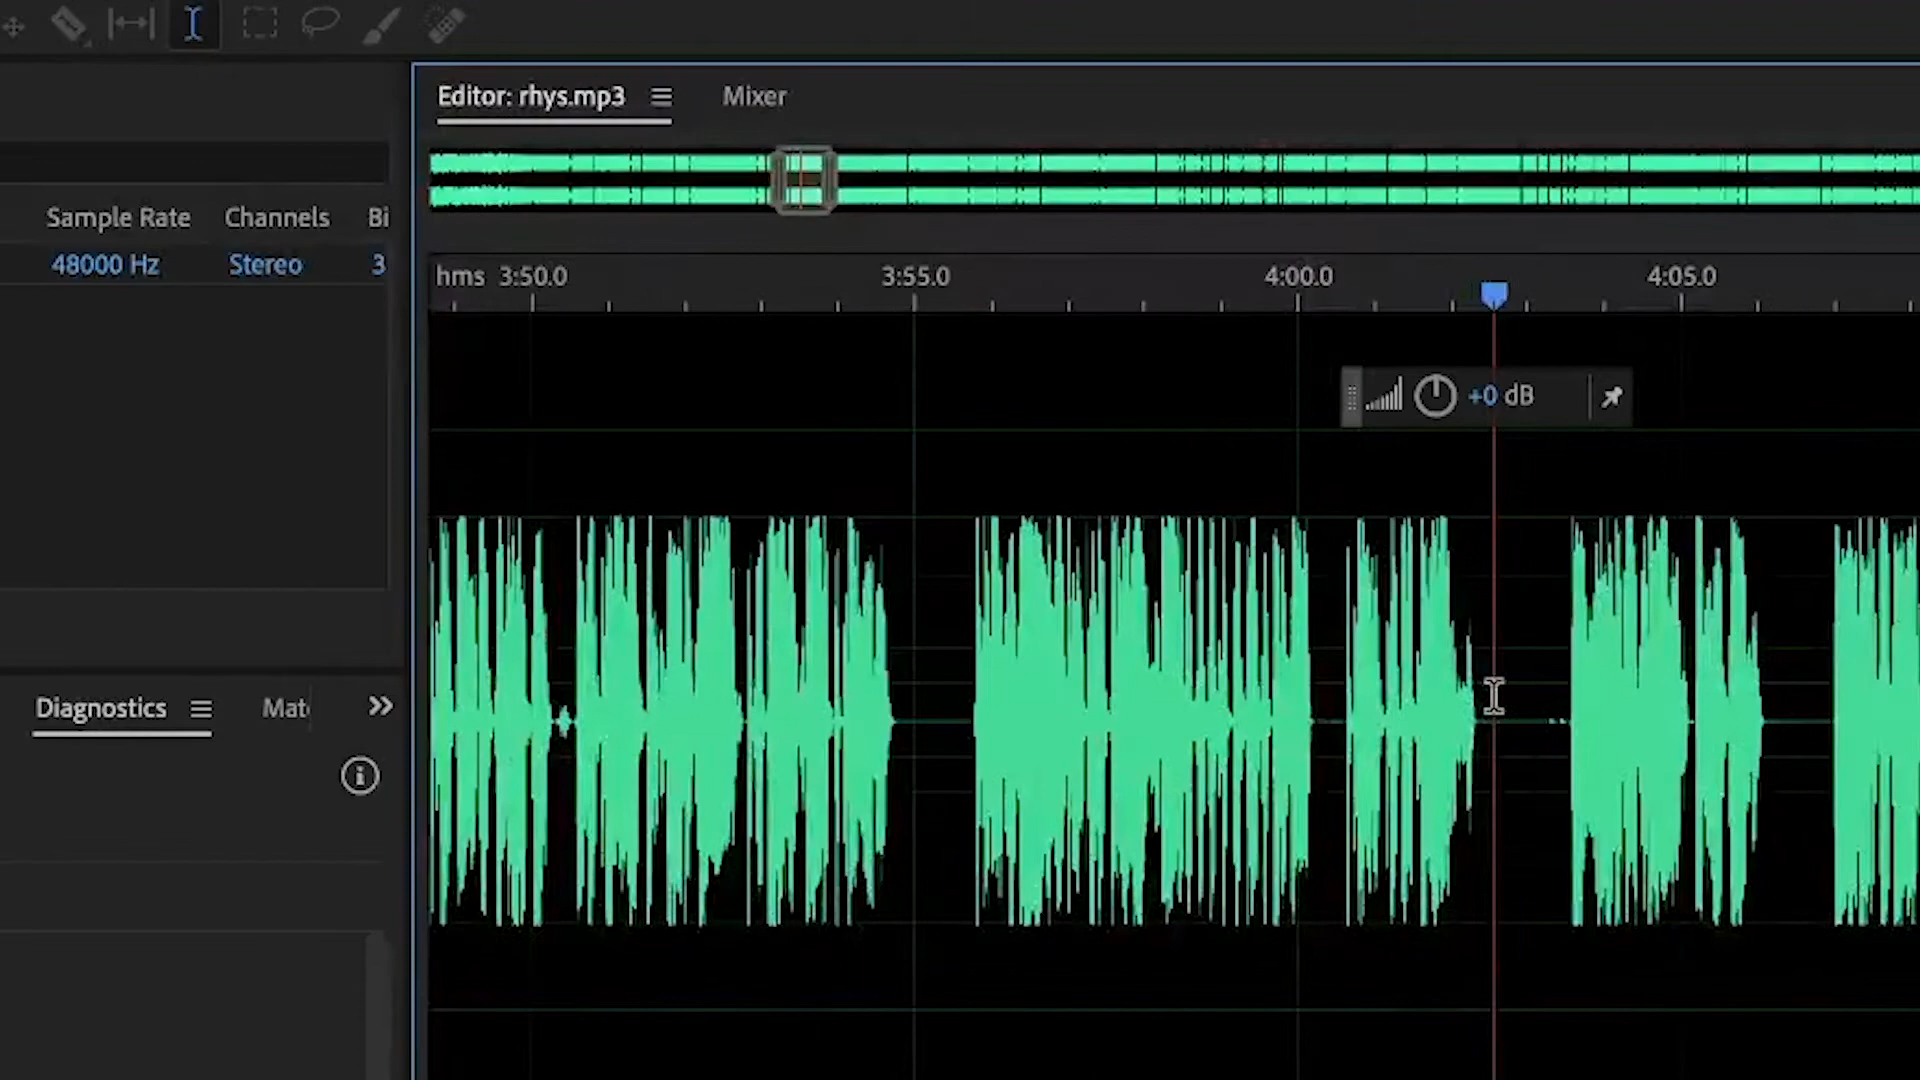 Editor: rhys.mp3 Mixer
Sample Rate Channels Bi
48000 Hz Stereo 3
hms 3:50.0 3:55.0 4:00.0 4:05.0
+0 dB
Diagnostics Mat